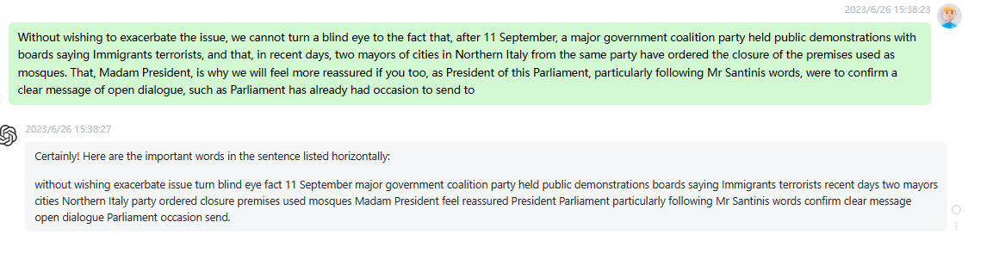 2023/6/26 15:38:23
Without wishing to exacerbate the issue, we cannot turn a blind eye to the fact that, after 11 September, a major government coalition party held public demonstrations with
boards saying Immigrants terrorists, and that, in recent days, two mayors of cities in Northern Italy from the same party have ordered the closure of the premises used as
mosques. That, Madam President, is why we will feel more reassured if you too, as President of this Parliament, particularly following Mr Santinis words, were to confirm a
clear message of open dialogue, such as Parliament has already had occasion to send to
2023/6/26 15:38:27
Certainly! Here are the important words in the sentence listed horizontally:
without wishing exacerbate issue turn blind eye fact 11 September major government coalition party held public demonstrations boards saying Immigrants terrorists recent days two mayors
cities Northern Italy party ordered closure premises used mosques Madam President feel reassured President Parliament particularly following Mr Santinis words confirm clear message
open dialogue Parliament occasion send.